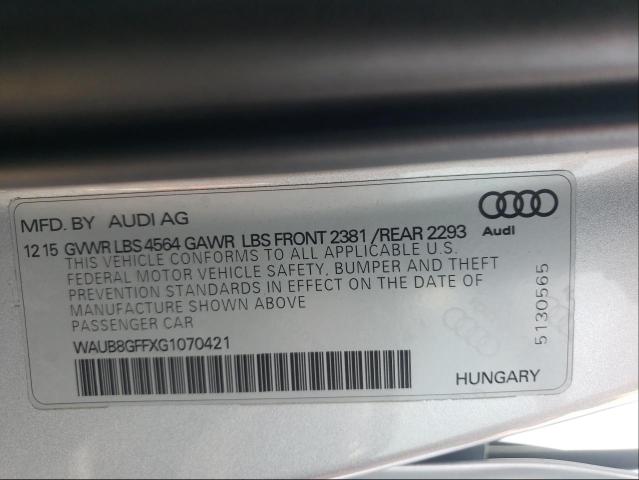 MFD. BY AUDI AG
Audi
12 15 GVWR LBS 4564 GAWR LBS FRONT 2381 /REAR 2293
THIS VEHICLE CONFORMS TO ALL APPLICABLE U.S.
FEDERAL MOTOR VEHICLE SAFETY, BUMPER AND THEFT
PREVENTION STANDARDS IN EFFECT ON THE DATE OF
MANUFACTURE SHOWN ABOVE
PASSENGER CAR
WAUB8GFFXG1070421
HUNGARY
5130565